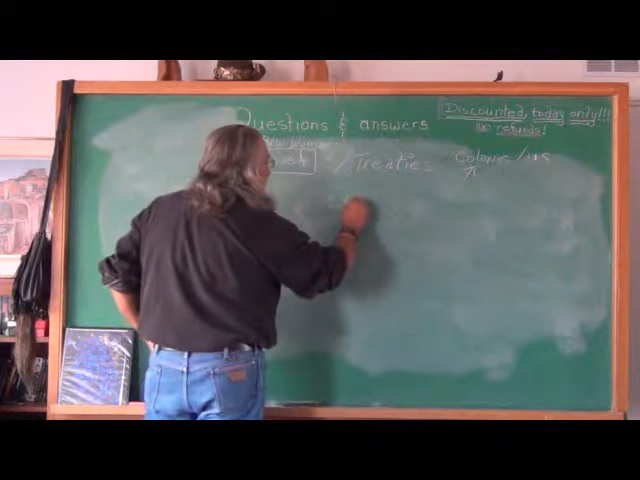 Questions & answers
Discounted, today only!!!
no refunds!
/ Treaties Colonies / us